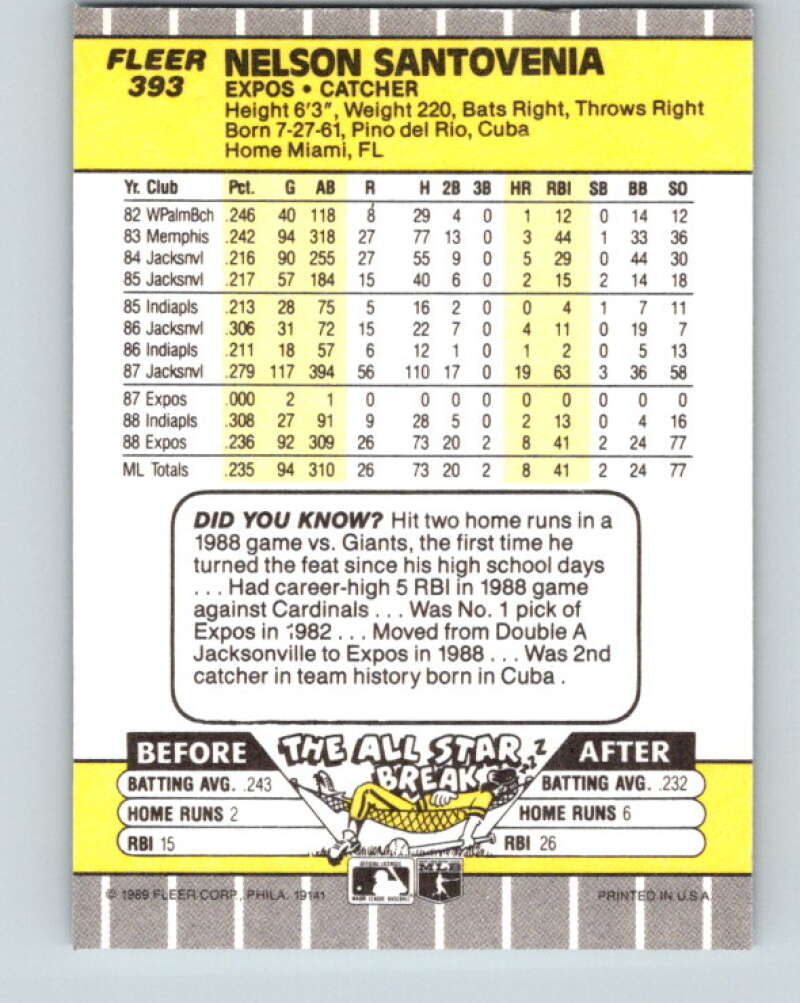 FLEER
393
NELSON SANTOVENIA
EXPOS • CATCHER
Height 6'3", Weight 220, Bats Right, Throws Right
Born 7-27-61, Pino del Rio, Cuba
Home Miami, FL
Yr. Club Pct. G AB R H 2B 3B HR RBI SB BB SO
82 WPalmBch .246 40 118 8 29 4 0 1 12 0 14 12
83 Memphis .242 94 318 27 77 13 0 3 44 1 33 36
84 Jacksnvl .216 90 255 27 55 9 0 5 29 0 44 30
85 Jacksnvl .217 57 184 15 40 6 0 2 15 2 14 18
85 Indiapls .213 28 75 5 16 2 0 0 4 1 7 11
86 Jacksnvl .306 31 72 15 22 7 0 4 11 0 19 7
86 Indiapls .211 18 57 6 12 1 0 1 2 0 5 13
87 Jacksnvl .279 117 394 56 110 17 0 19 63 3 36 58
87 Expos .000 2 1 0 0 0 0 0 0 0 0 0
88 Indiapls .308 27 91 9 28 5 0 2 13 0 4 16
88 Expos .236 92 309 26 73 20 2 8 41 2 24 77
ML Totals .235 94 310 26 73 20 2 8 41 2 24 77
DID YOU KNOW? Hit two home runs in a
1988 game vs. Giants, the first time he
turned the feat since his high school days
. . . Had career-high 5 RBI in 1988 game
against Cardinals . . . Was No. 1 pick of
Expos in 1982 . . . Moved from Double A
Jacksonville to Expos in 1988 . . . Was 2nd
catcher in team history born in Cuba .
BEFORE THE ALL STAR BREAK ZZZ AFTER
BATTING AVG. .243 BATTING AVG. .232
HOME RUNS 2 HOME RUNS 6
RBI 15 RBI 26
OFFICIAL LICENSEE
MAJOR LEAGUE BASEBALL
MLB
© 1989 FLEER CORP., PHILA. 19141 PRINTED IN U.S.A.